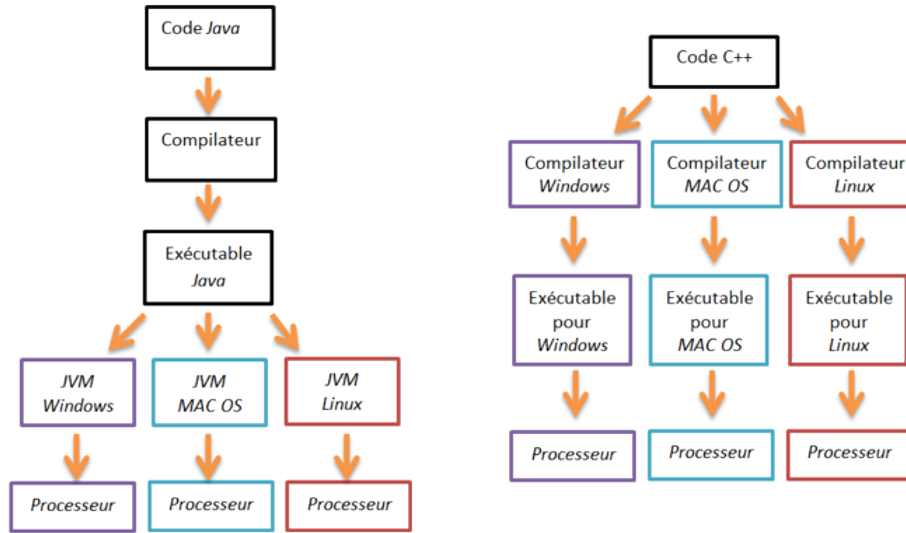 Code Java
Compilateur
Exécutable
Java
JVM
Windows
JVM
MAC OS
JVM
Linux
Processeur
Processeur
Processeur
Code C++
Compilateur
Windows
Compilateur
MAC OS
Compilateur
Linux
Exécutable
pour
Windows
Exécutable
pour
MAC OS
Exécutable
pour
Linux
Processeur
Processeur
Processeur